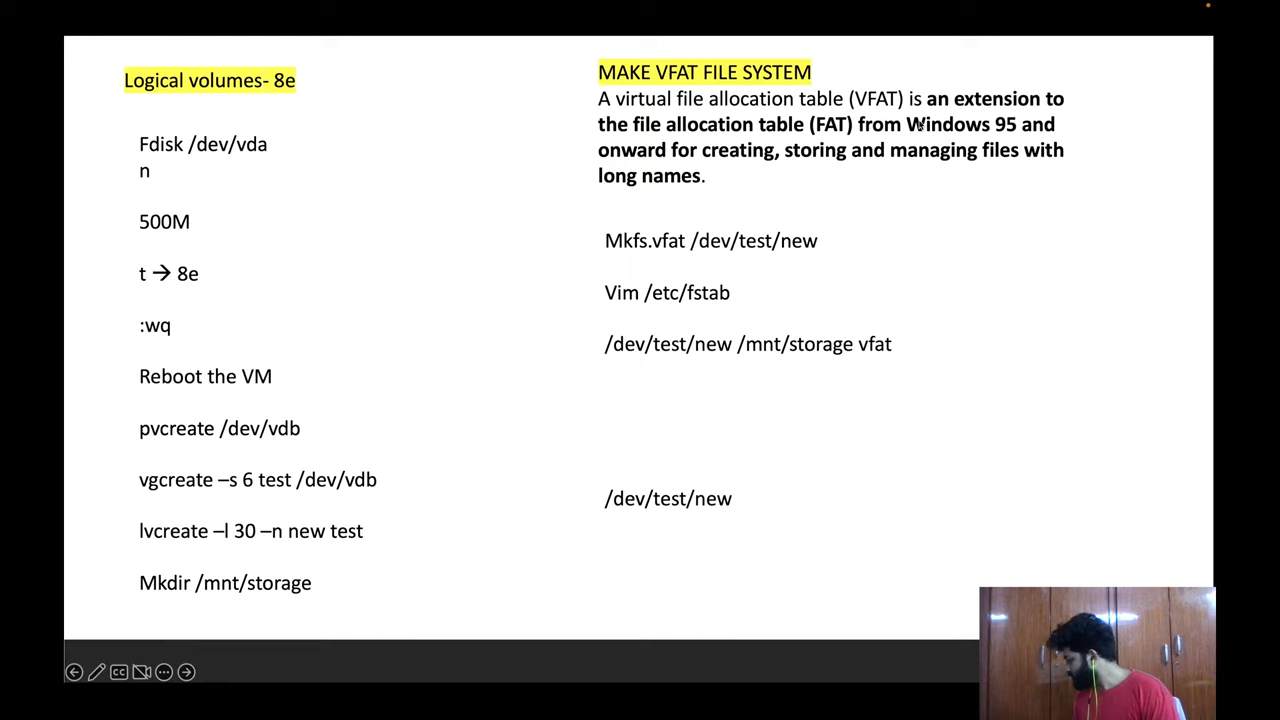 Logical volumes- 8e
Fdisk /dev/vda
n
500M
t → 8e
:wq
Reboot the VM
pvcreate /dev/vdb
vgcreate –s 6 test /dev/vdb
lvcreate –l 30 –n new test
Mkdir /mnt/storage
MAKE VFAT FILE SYSTEM
A virtual file allocation table (VFAT) is an extension to
the file allocation table (FAT) from Windows 95 and
onward for creating, storing and managing files with
long names.
Mkfs.vfat /dev/test/new
Vim /etc/fstab
/dev/test/new /mnt/storage vfat
/dev/test/new
CC